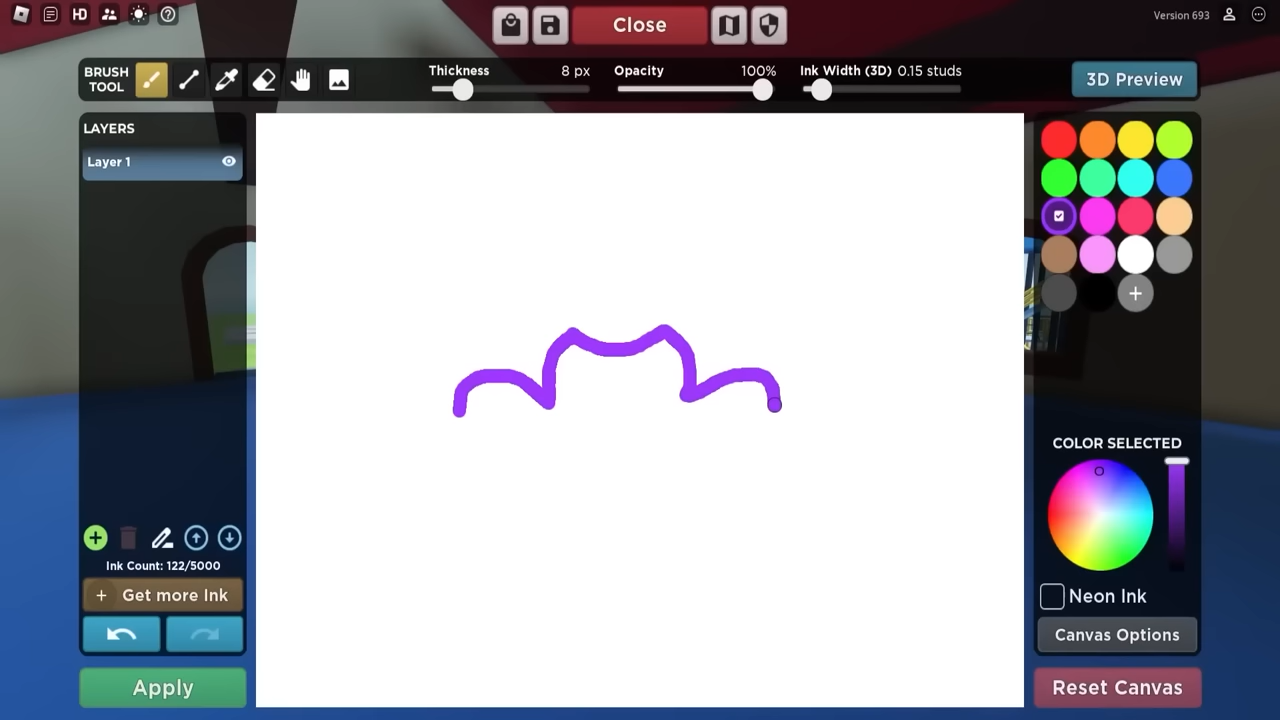 HD
Close
Version 693
BRUSH
TOOL
Thickness 8 px
Opacity 100%
Ink Width (3D) 0.15 studs
3D Preview
LAYERS
Layer 1
COLOR SELECTED
Ink Count: 122/5000
+ Get more Ink
Neon Ink
Canvas Options
Apply
Reset Canvas